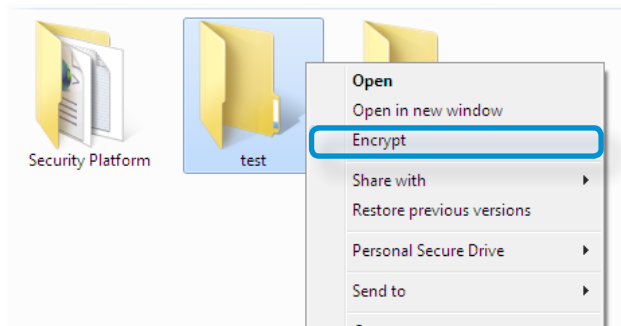 Security Platform
test
Open
Open in new window
Encrypt
Share with
Restore previous versions
Personal Secure Drive
Send to